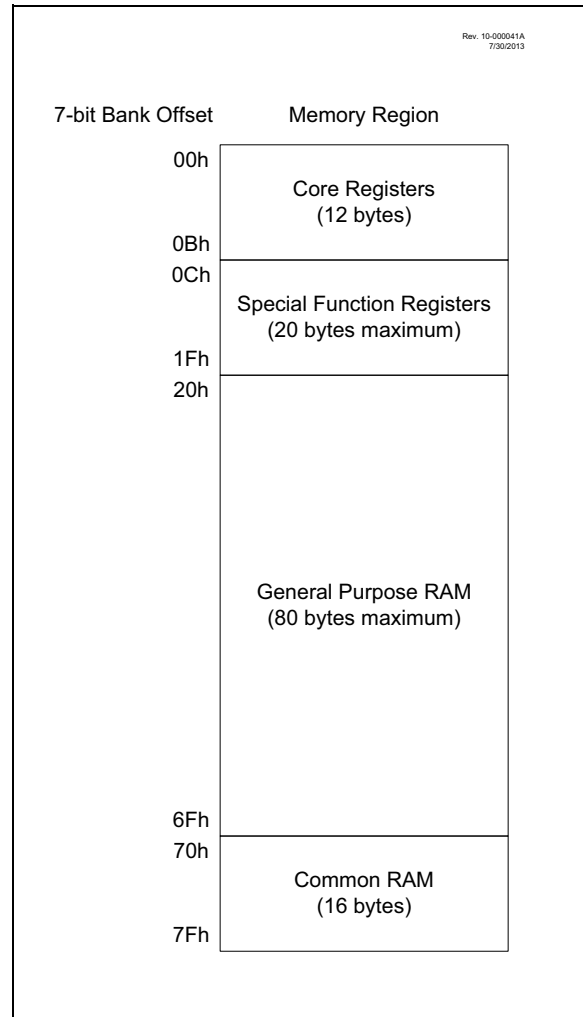 Rev. 10-000041A
7/30/2013
7-bit Bank Offset Memory Region
00h
Core Registers
(12 bytes)
0Bh
0Ch
Special Function Registers
(20 bytes maximum)
1Fh
20h
General Purpose RAM
(80 bytes maximum)
6Fh
70h
Common RAM
(16 bytes)
7Fh